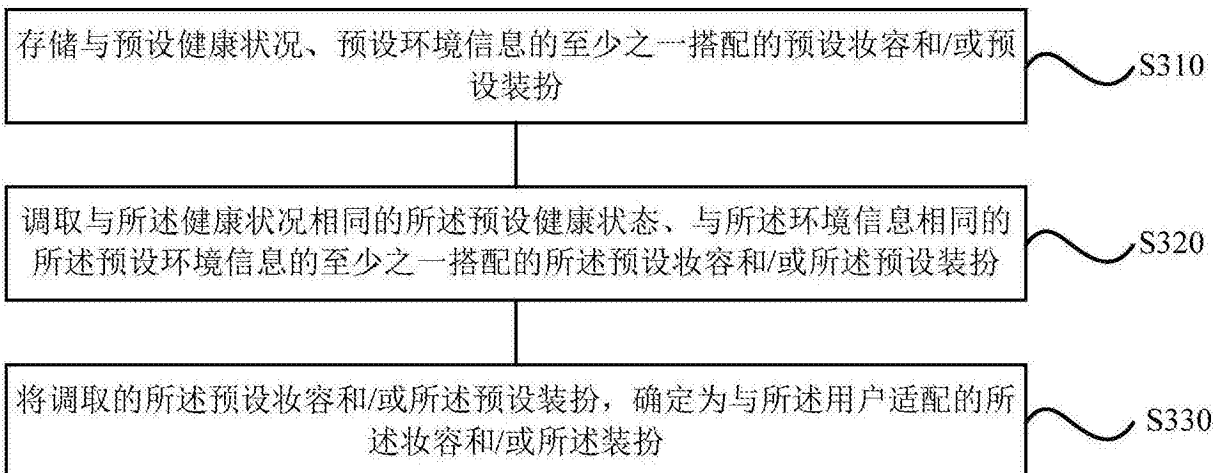 存储与预设健康状况、预设环境信息的至少之一搭配的预设妆容和/或预
设装扮
S310
调取与所述健康状况相同的所述预设健康状态、与所述环境信息相同的
所述预设环境信息的至少之一搭配的所述预设妆容和/或所述预设装扮
S320
将调取的所述预设妆容和/或所述预设装扮，确定为与所述用户适配的所
述妆容和/或所述装扮
S330